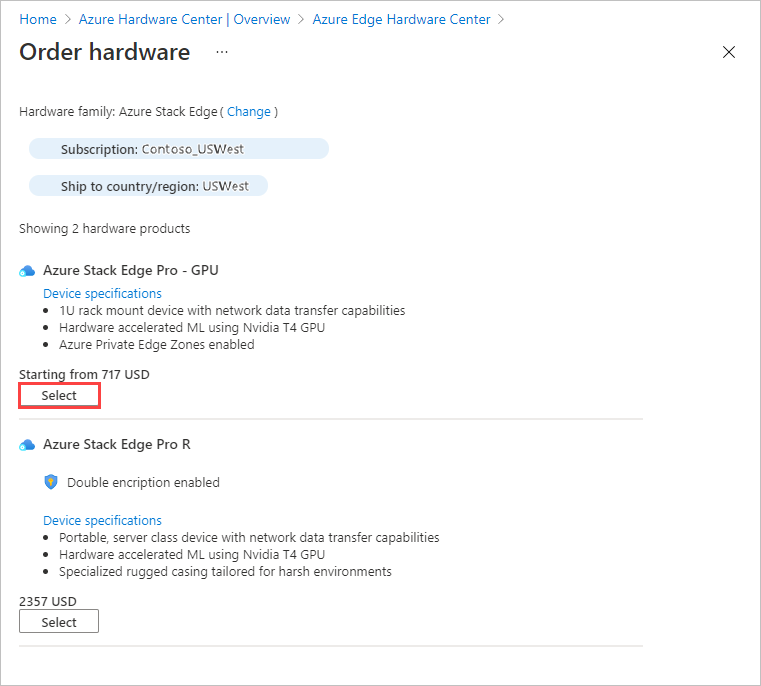 Home > Azure Hardware Center | Overview > Azure Edge Hardware Center >
Order hardware ...
Hardware family: Azure Stack Edge ( Change )
Subscription: Contoso_USWest
Ship to country/region: USWest
Showing 2 hardware products
Azure Stack Edge Pro - GPU
Device specifications
• 1U rack mount device with network data transfer capabilities
• Hardware accelerated ML using Nvidia T4 GPU
• Azure Private Edge Zones enabled
Starting from 717 USD
Select
Azure Stack Edge Pro R
Double encription enabled
Device specifications
• Portable, server class device with network data transfer capabilities
• Hardware accelerated ML using Nvidia T4 GPU
• Specialized rugged casing tailored for harsh environments
2357 USD
Select